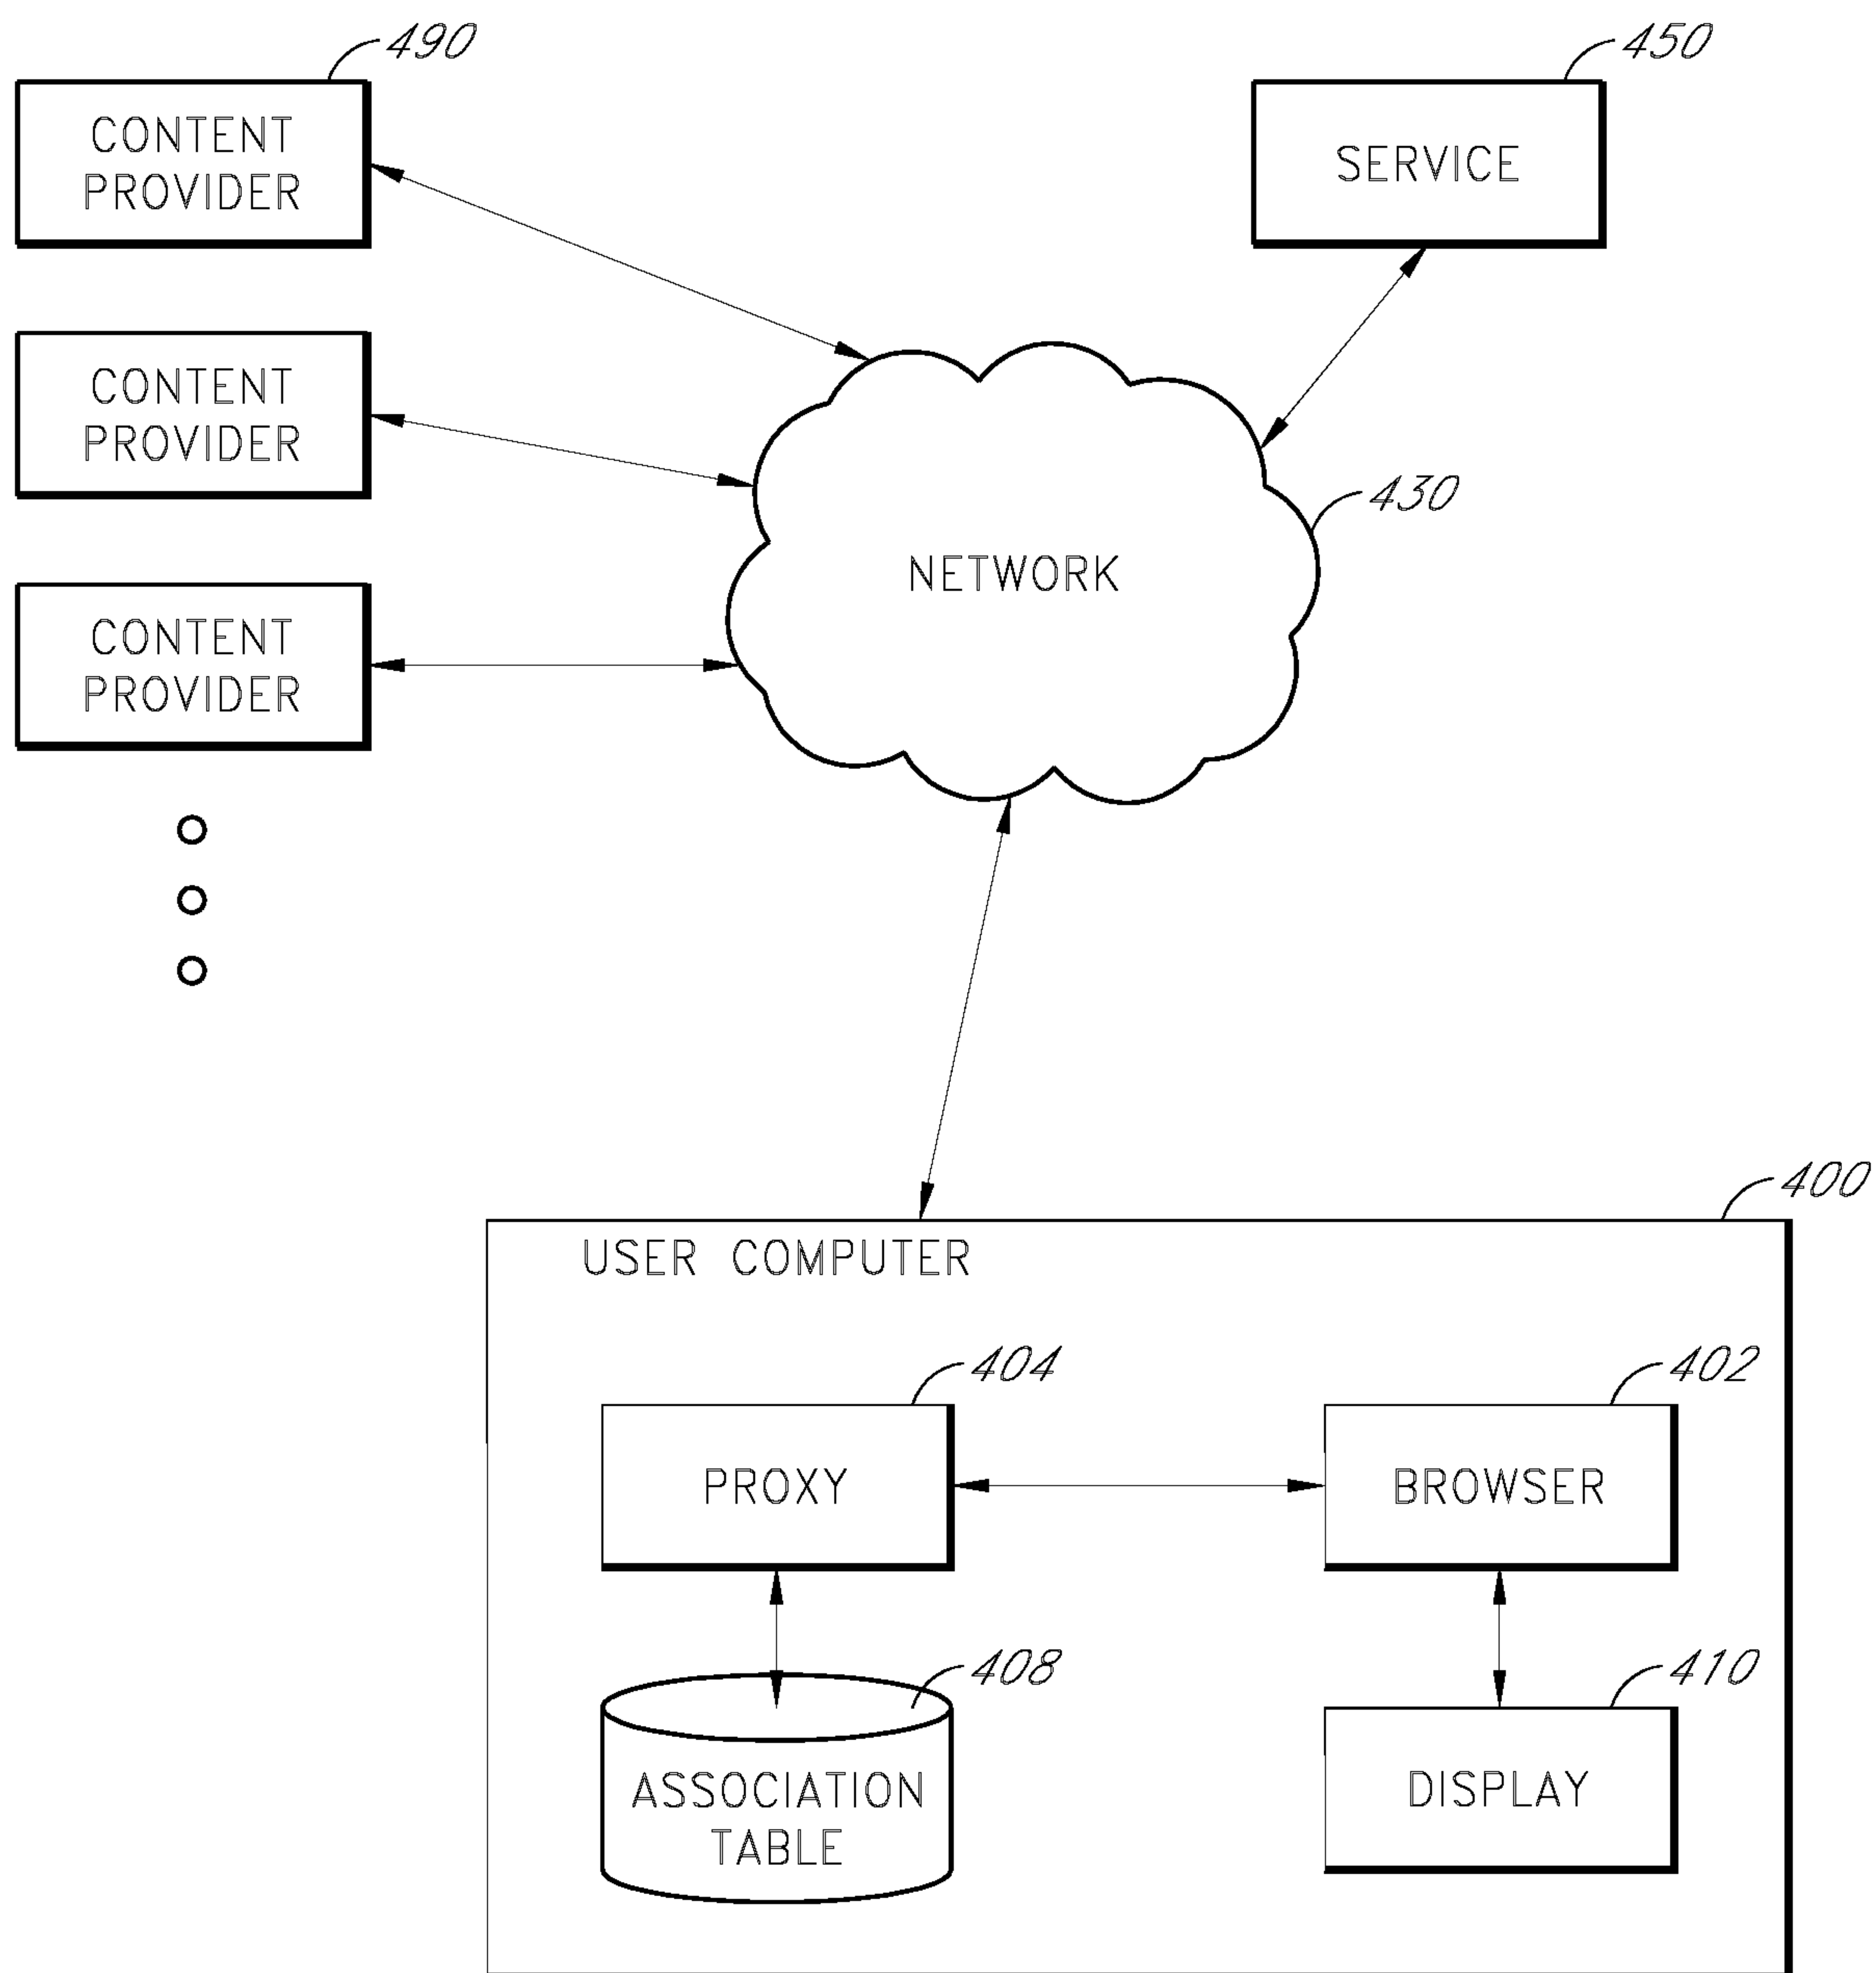 490
CONTENT
PROVIDER
450
SERVICE
CONTENT
PROVIDER
430
NETWORK
CONTENT
PROVIDER
400
USER COMPUTER
404
PROXY
402
BROWSER
408
ASSOCIATION
TABLE
410
DISPLAY